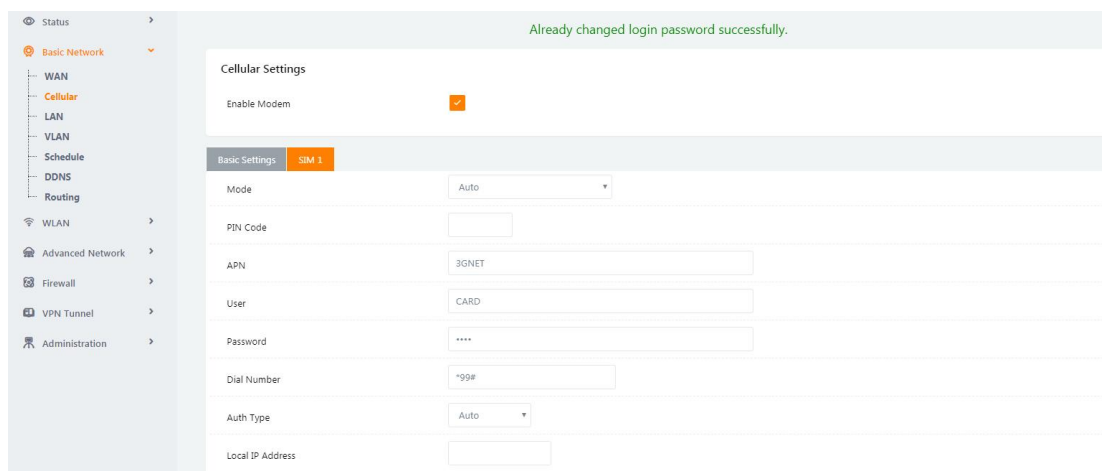 Status
Basic Network
WAN
Cellular
LAN
VLAN
Schedule
DDNS
Routing
WLAN
Advanced Network
Firewall
VPN Tunnel
Administration
Already changed login password successfully.
Cellular Settings
Enable Modem
Basic Settings SIM 1
Mode Auto
PIN Code
APN 3GNET
User CARD
Password ••••
Dial Number *99#
Auth Type Auto
Local IP Address